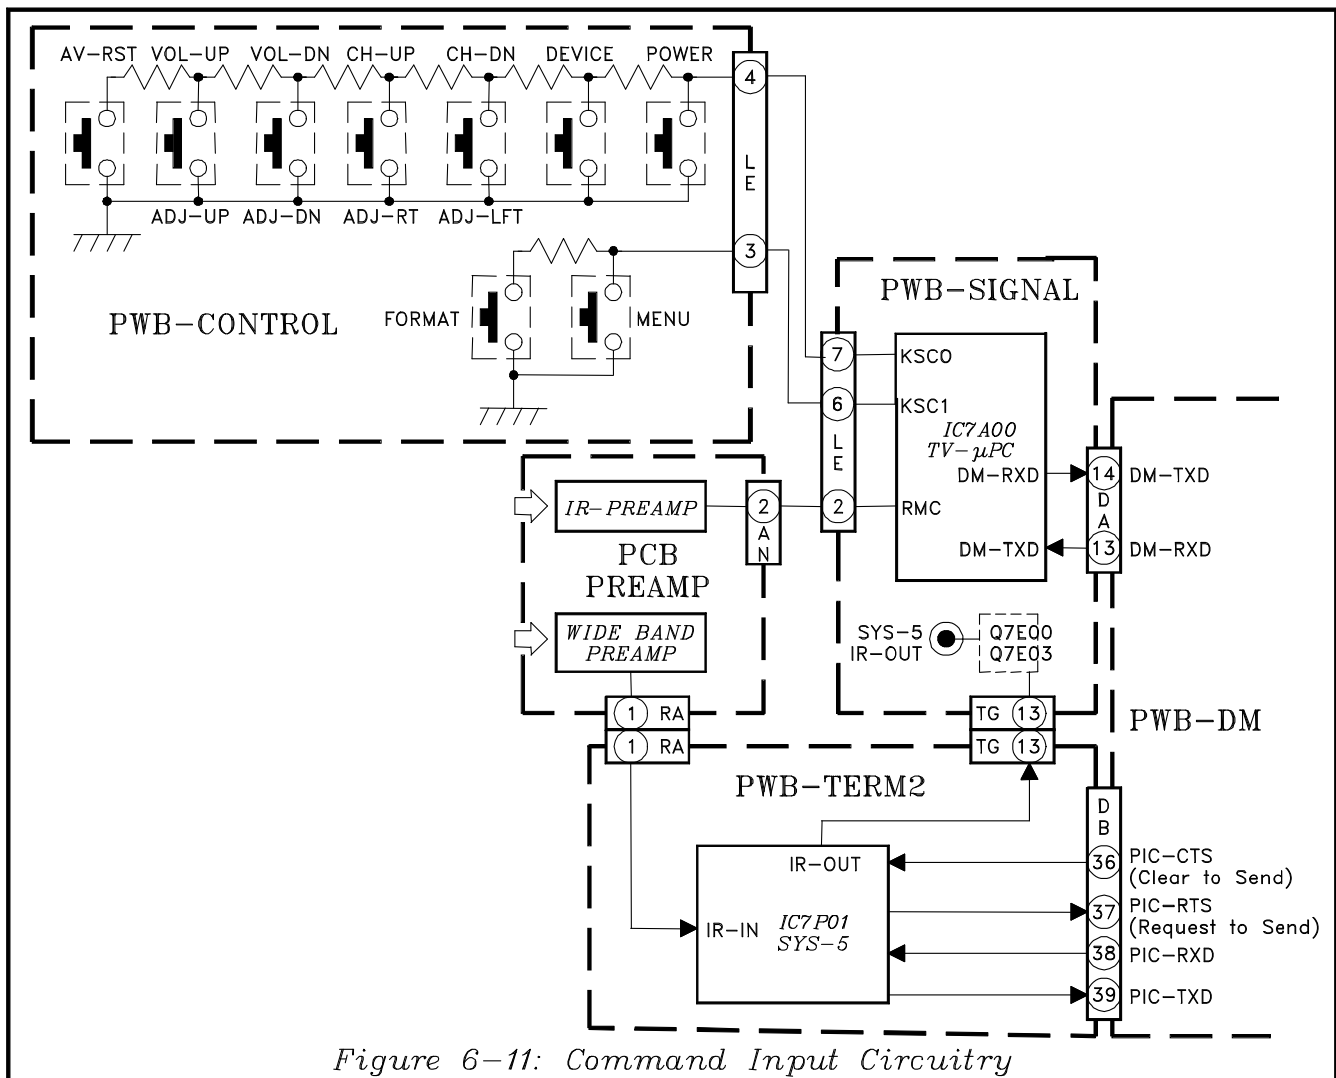 AV-RST VOL-UP VOL-DN CH-UP CH-DN DEVICE POWER
4
L
E
ADJ-UP ADJ-DN ADJ-RT ADJ-LFT
3
PWB-CONTROL
FORMAT
MENU
PWB-SIGNAL
7
KSC0
6
KSC1
L
E
IC7A00
TV-µPC
2
RMC
DM-RXD
14
DM-TXD
D
A
DM-TXD
13
DM-RXD
IR-PREAMP
2
A
N
PCB
PREAMP
WIDE BAND
PREAMP
SYS-5
IR-OUT
Q7E00
Q7E03
1 RA
TG 13
1 RA
TG 13
PWB-DM
PWB-TERM2
D
B
IR-OUT
36
PIC-CTS
(Clear to Send)
37
PIC-RTS
(Request to Send)
IR-IN
IC7P01
SYS-5
38
PIC-RXD
39
PIC-TXD
Figure 6-11: Command Input Circuitry